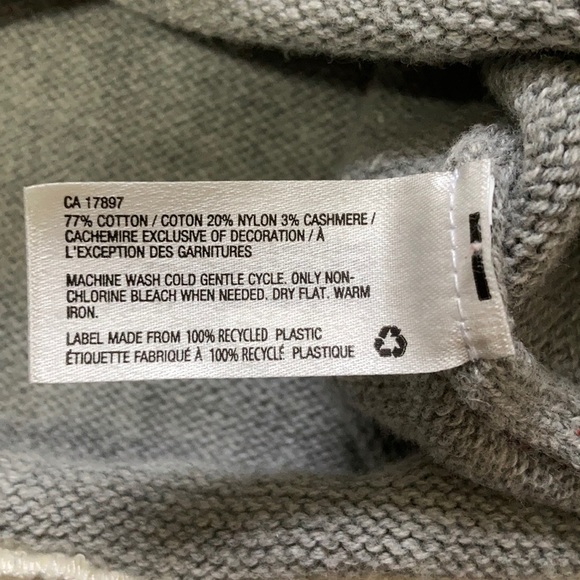 CA 17897
77% COTTON / COTON 20% NYLON 3% CASHMERE /
CACHEMIRE EXCLUSIVE OF DECORATION / À
L'EXCEPTION DES GARNITURES
MACHINE WASH COLD GENTLE CYCLE. ONLY NON-
CHLORINE BLEACH WHEN NEEDED. DRY FLAT. WARM
IRON.
LABEL MADE FROM 100% RECYCLED PLASTIC
ÉTIQUETTE FABRIQUÉ À 100% RECYCLÉ PLASTIQUE